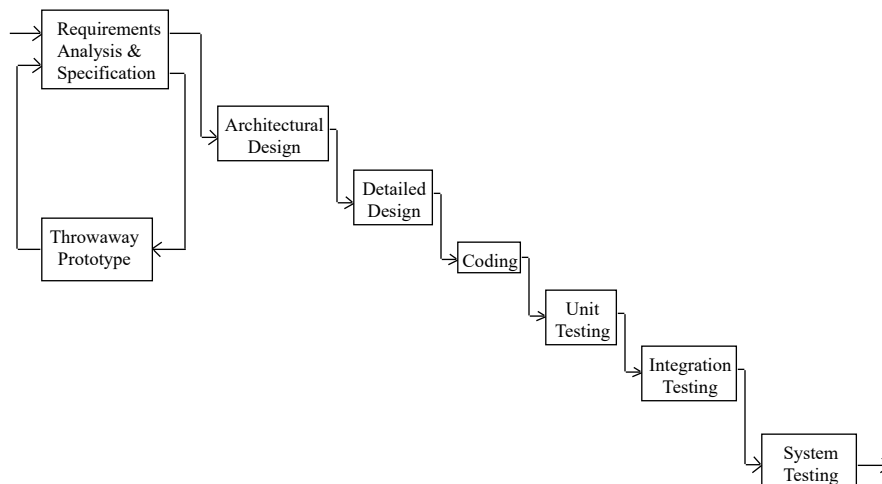 Requirements
Analysis &
Specification
Architectural
Design
Detailed
Design
Throwaway
Prototype
Coding
Unit
Testing
Integration
Testing
System
Testing